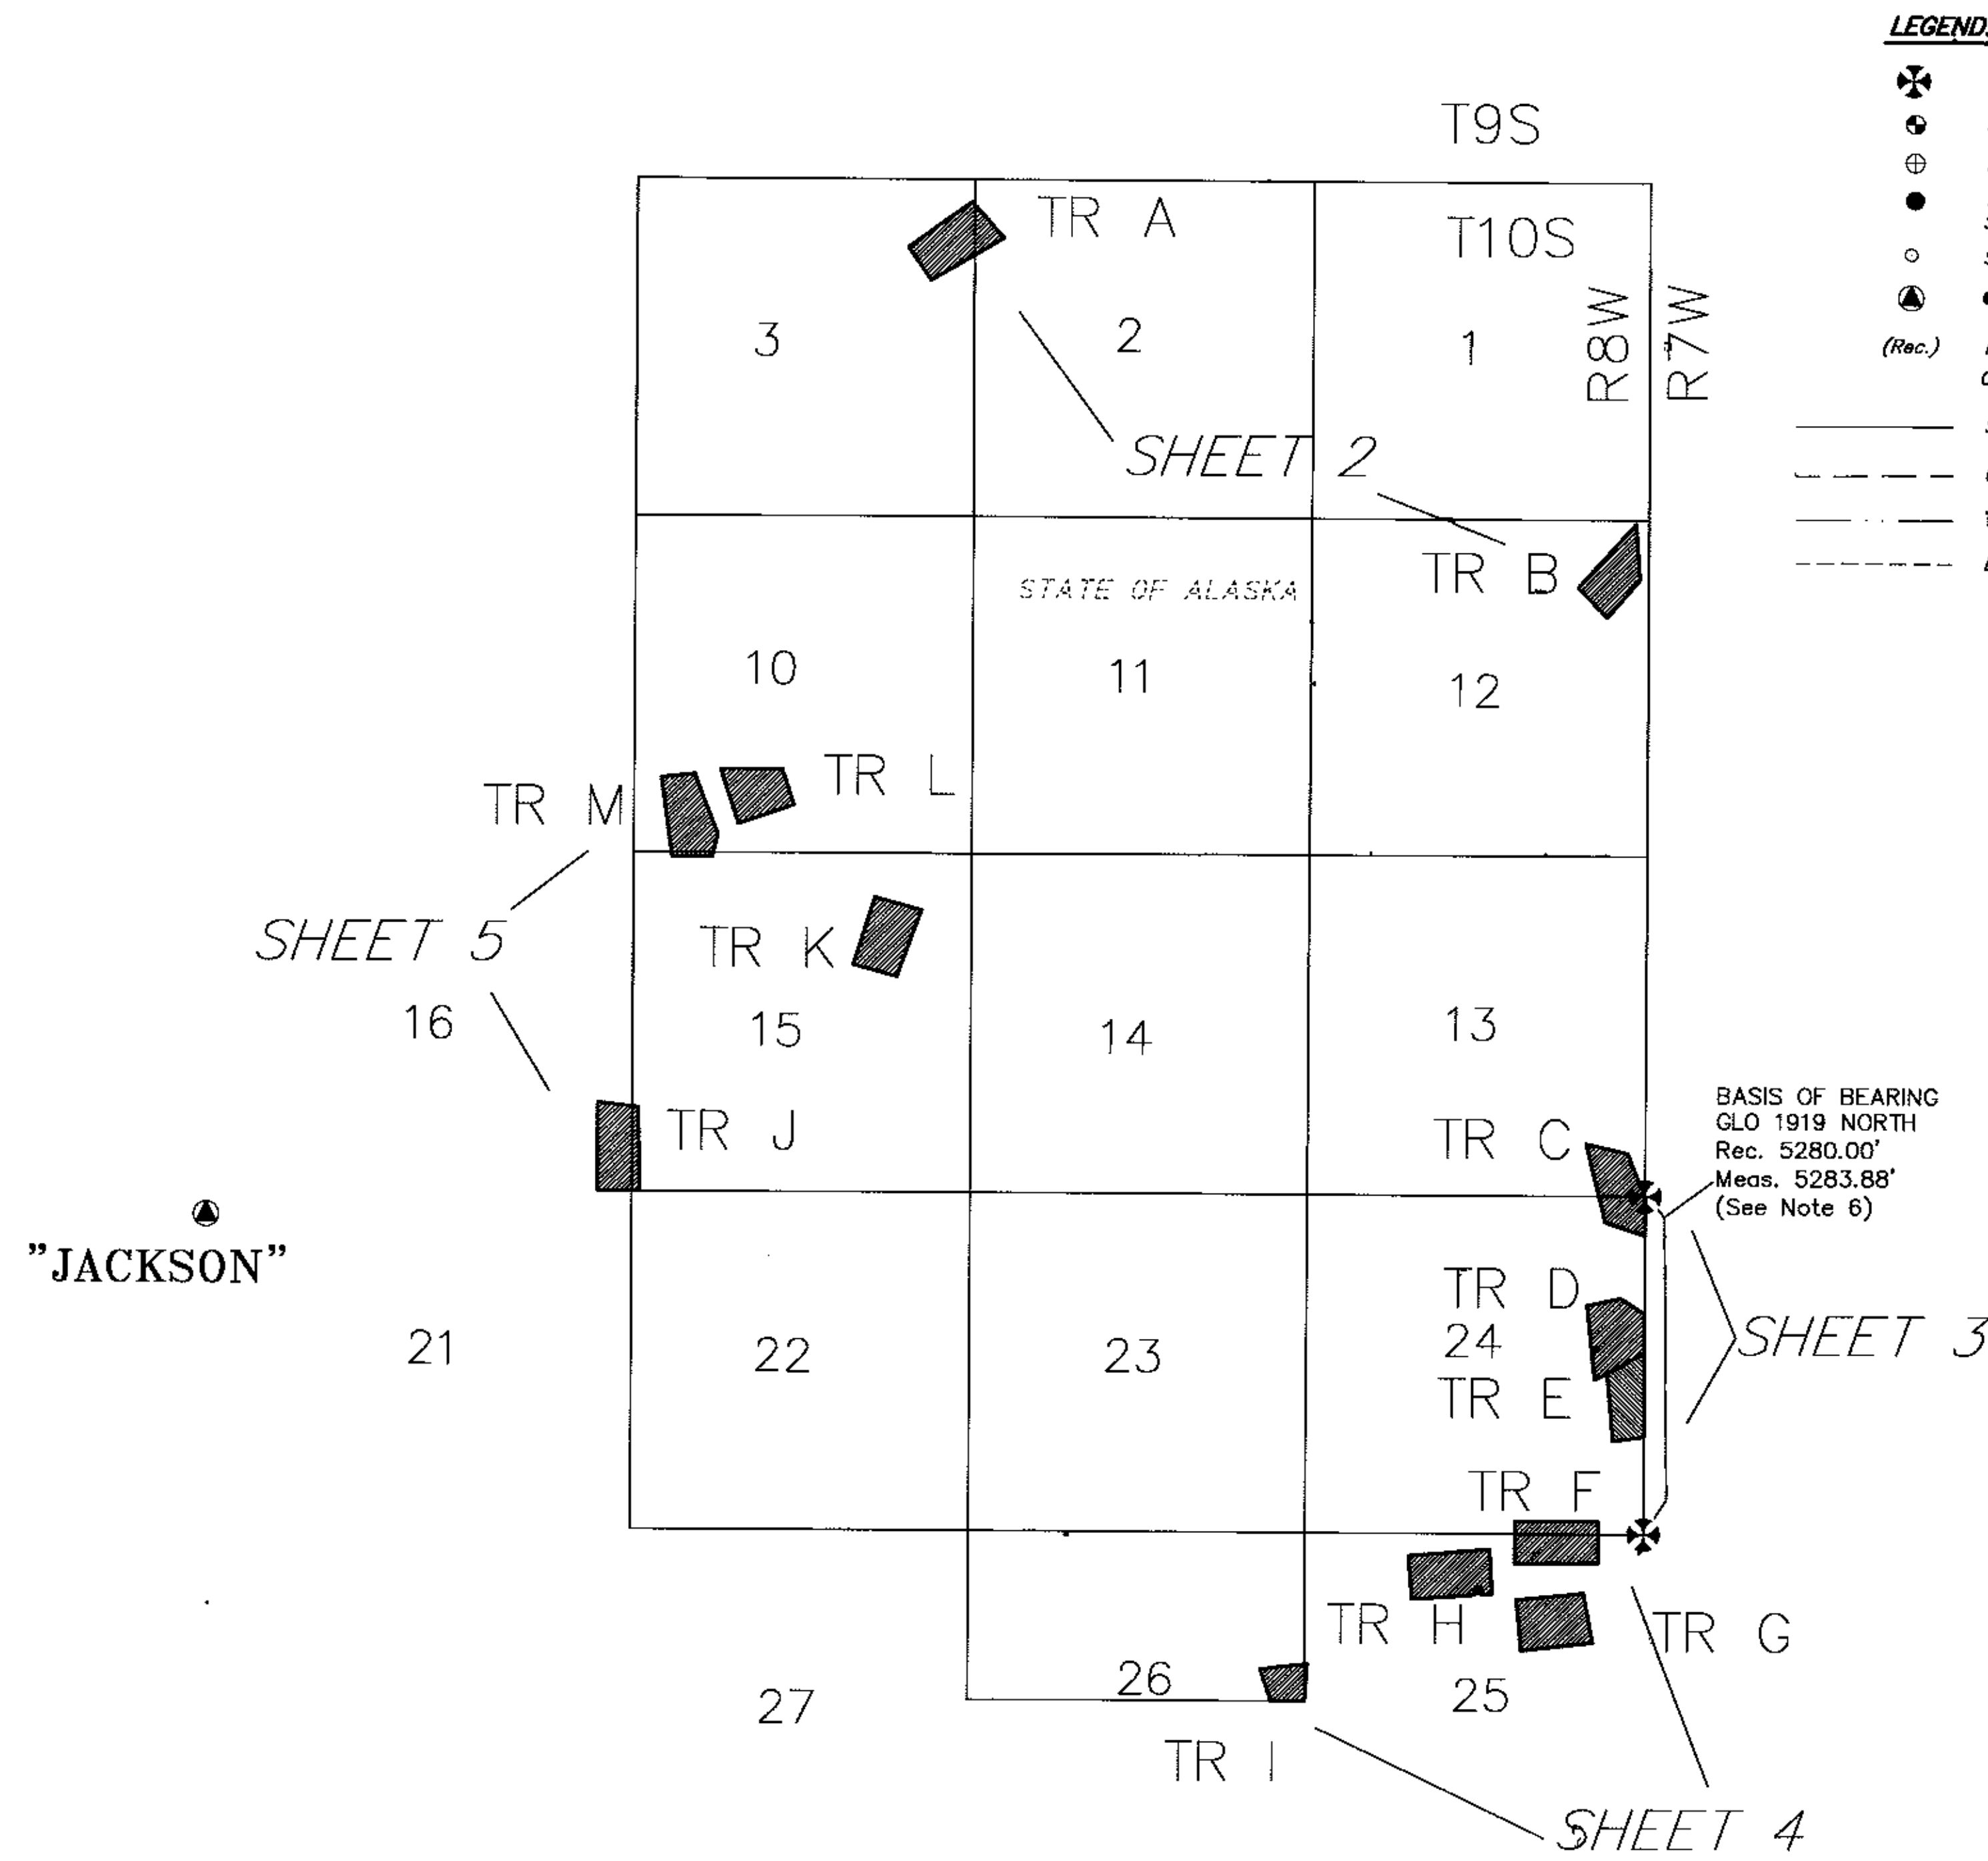 LEGEND
T9S
TR A
T10S
3
2
1
R8W
R7W
(Rec.)
SHEET 2
TR B
STATE OF ALASKA
10
11
12
TR M
TR L
SHEET 5
TR K
16
15
14
13
TR J
TR C
BASIS OF BEARING
GLO 1919 NORTH
Rec. 5280.00'
Meas. 5283.88'
(See Note 6)
"JACKSON"
TR D
21
22
23
24
SHEET 3
TR E
TR F
TR H
TR G
26
25
27
TR I
SHEET 4